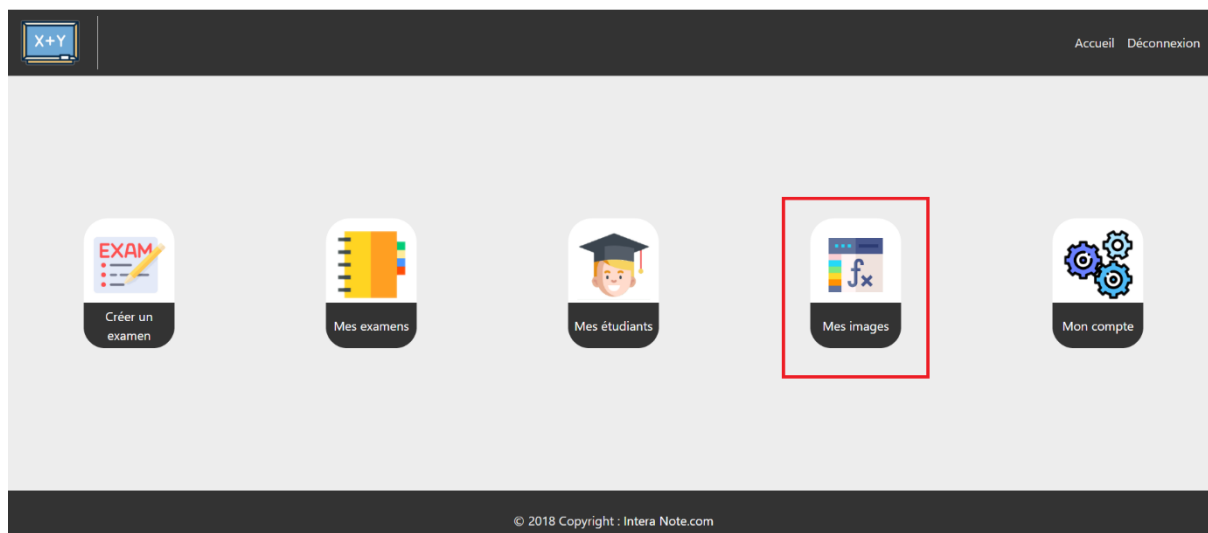 X+Y
Accueil Déconnexion
EXAM
fx
Créer un
examen
Mes examens
Mes étudiants
Mes images
Mon compte
© 2018 Copyright : Intera Note.com